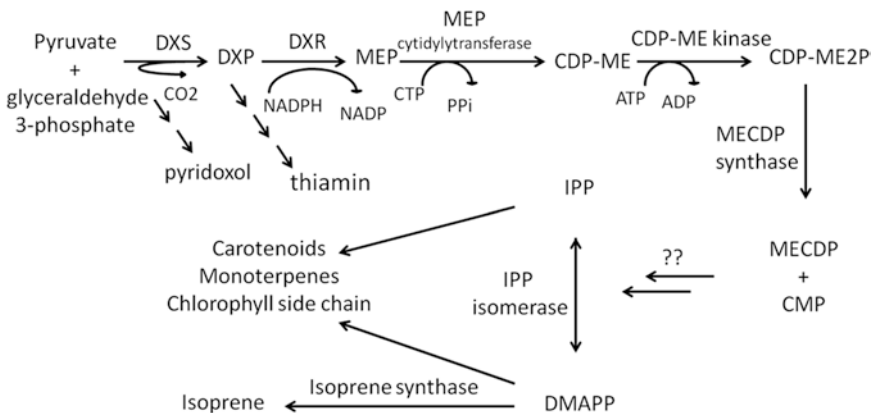 Pyruvate
+
glyceraldehyde
3-phosphate
DXS
CO2
DXP
DXR
NADPH
NADP
MEP
MEP
cytidylytransferase
CTP
PPi
CDP-ME
CDP-ME kinase
ATP
ADP
CDP-ME2P
pyridoxol
thiamin
MECDP
synthase
IPP
Carotenoids
Monoterpenes
Chlorophyll side chain
IPP
isomerase
??
MECDP
+
CMP
Isoprene
Isoprene synthase
DMAPP